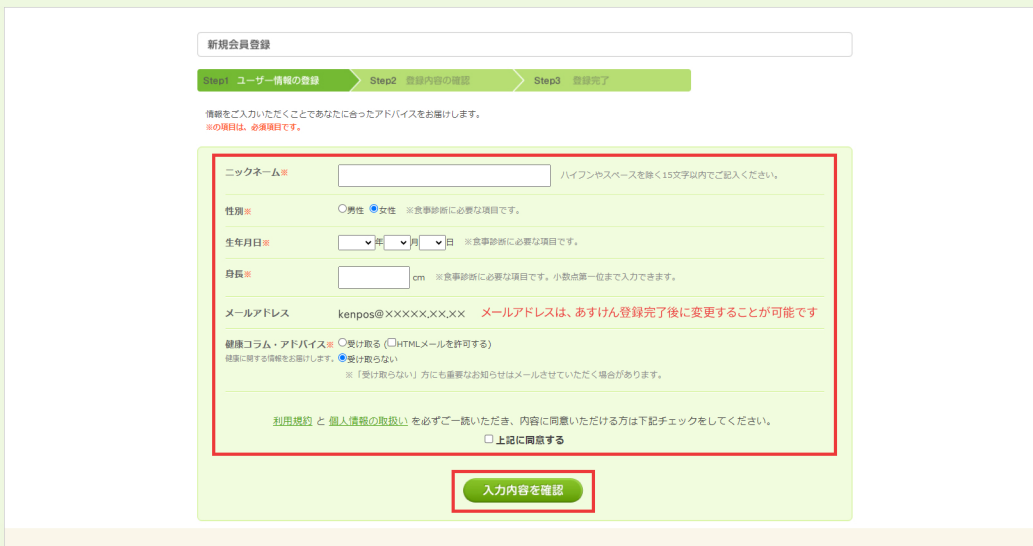 新規会員登録
Step1 ユーザー情報の登録 Step2 登録内容の確認 Step3 登録完了
情報をご入力いただくことであなたに合ったアドバイスをお届けします。
※の項目は、必須項目です。
ニックネーム※ ハイフンやスペースを除く15文字以内でご記入ください。
性別※ 男性 女性 ※食事診断に必要な項目です。
生年月日※ 年 月 日 ※食事診断に必要な項目です。
身長※ cm ※食事診断に必要な項目です。小数点第一位まで入力できます。
メールアドレス kenpos@XXXXX,XX,XX メールアドレスは、あすけん登録完了後に変更することが可能です
健康コラム・アドバイス※ 受け取る (HTMLメールを許可する)
健康に関する情報をお届けします。 受け取らない
※「受け取らない」方にも重要なお知らせはメールさせていただく場合があります。
利用規約 と 個人情報の取扱い を必ずご一読いただき、内容に同意いただける方は下記チェックをしてください。
上記に同意する
入力内容を確認